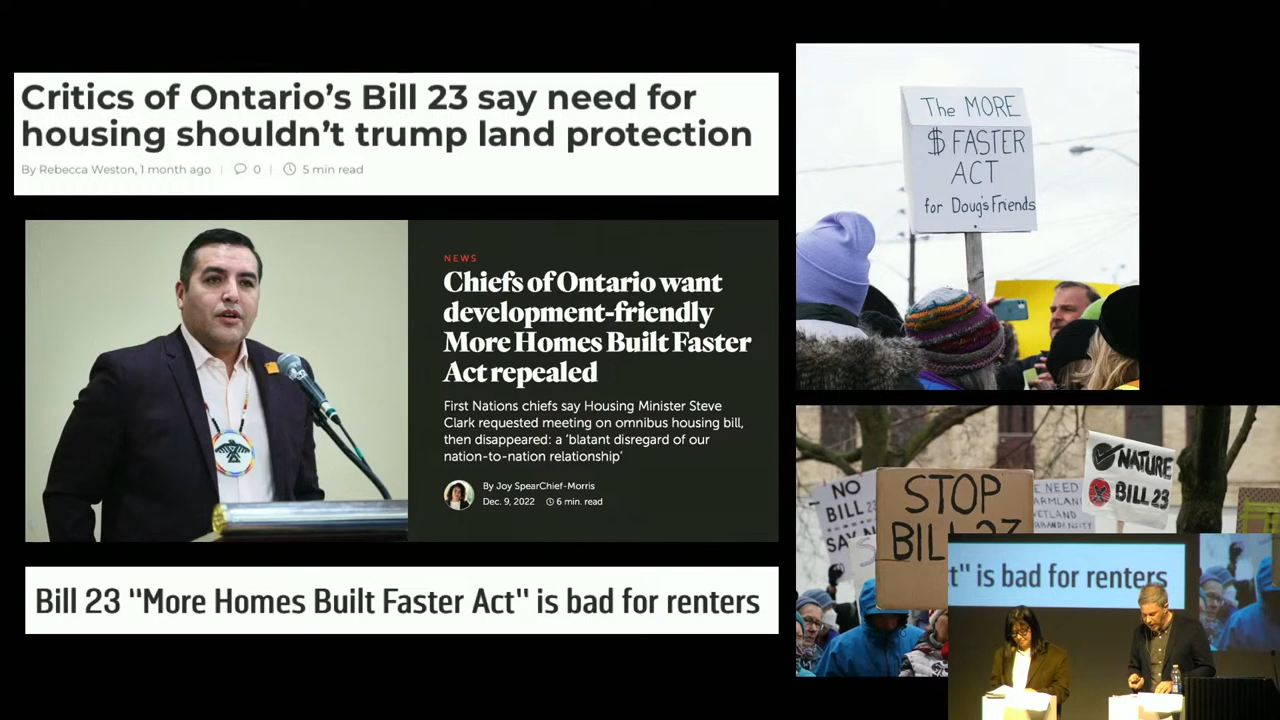 Critics of Ontario's Bill 23 say need for
housing shouldn't trump land protection
By Rebecca Weston, 1 month ago | 0 | 5 min read
NEWS
Chiefs of Ontario want
development-friendly
More Homes Built Faster
Act repealed
First Nations chiefs say Housing Minister Steve
Clark requested meeting on omnibus housing bill,
then disappeared: a 'blatant disregard of our
nation-to-nation relationship'
By Joy SpearChief-Morris
Dec. 9, 2022 6 min. read
Bill 23 "More Homes Built Faster Act" is bad for renters
The MORE
$ FASTER
ACT
for Doug's Friends
NO
BILL 23
SAY
STOP
BILL 23
NEED
NATURE
BILL 23
t" is bad for renters